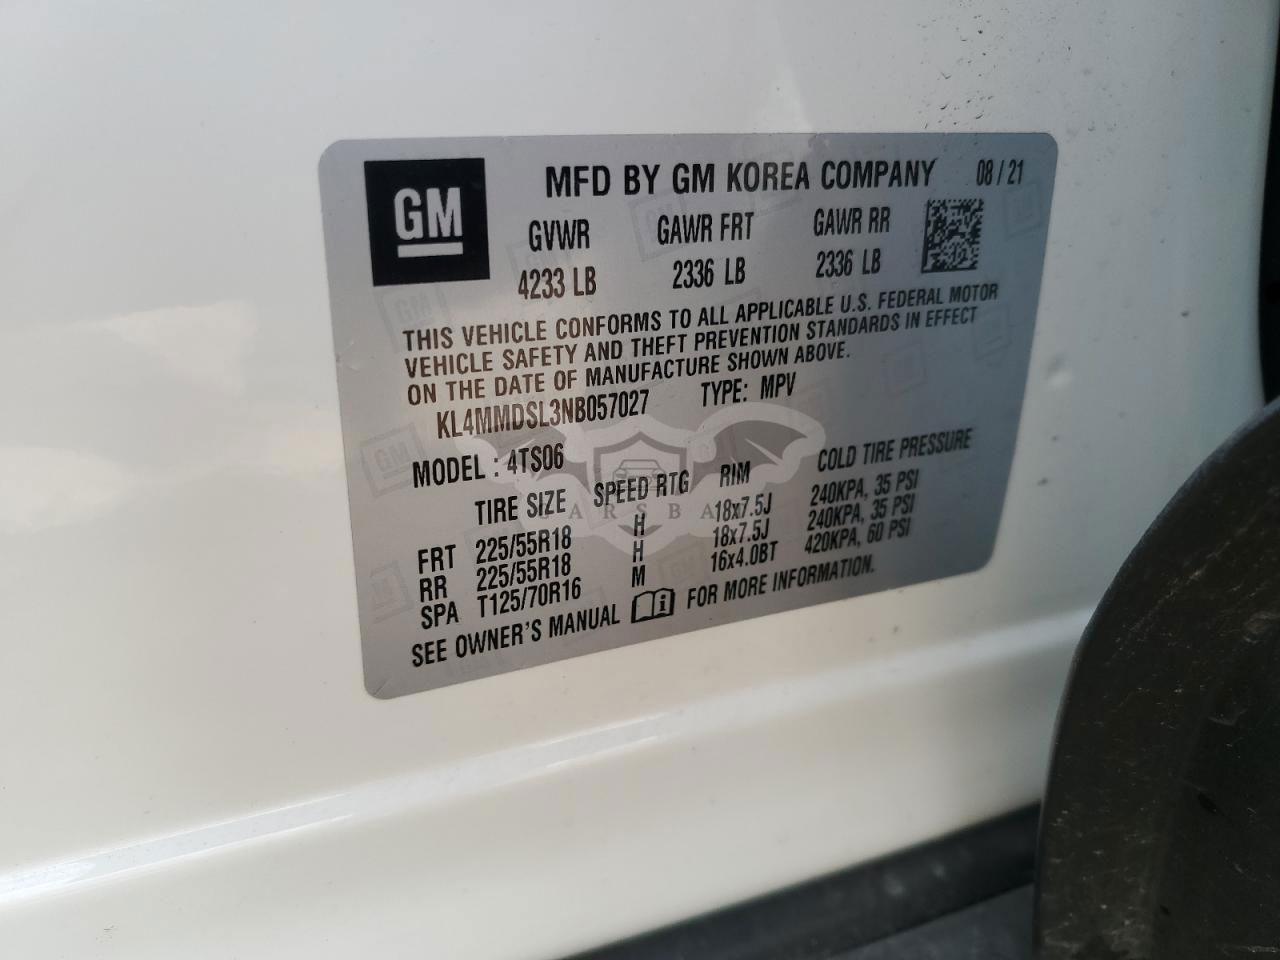 GM
MFD BY GM KOREA COMPANY 08/21
GVWR GAWR FRT GAWR RR
4233 LB 2336 LB 2336 LB
THIS VEHICLE CONFORMS TO ALL APPLICABLE U.S. FEDERAL MOTOR
VEHICLE SAFETY AND THEFT PREVENTION STANDARDS IN EFFECT
ON THE DATE OF MANUFACTURE SHOWN ABOVE.
KL4MMDSL3NB057027 TYPE: MPV
MODEL : 4TS06
TIRE SIZE SPEED RTG RIM COLD TIRE PRESSURE
FRT 225/55R18 H 18x7.5J 240KPA, 35 PSI
RR 225/55R18 H 18x7.5J 240KPA, 35 PSI
SPA T125/70R16 M 16x4.0BT 420KPA, 60 PSI
SEE OWNER'S MANUAL FOR MORE INFORMATION.